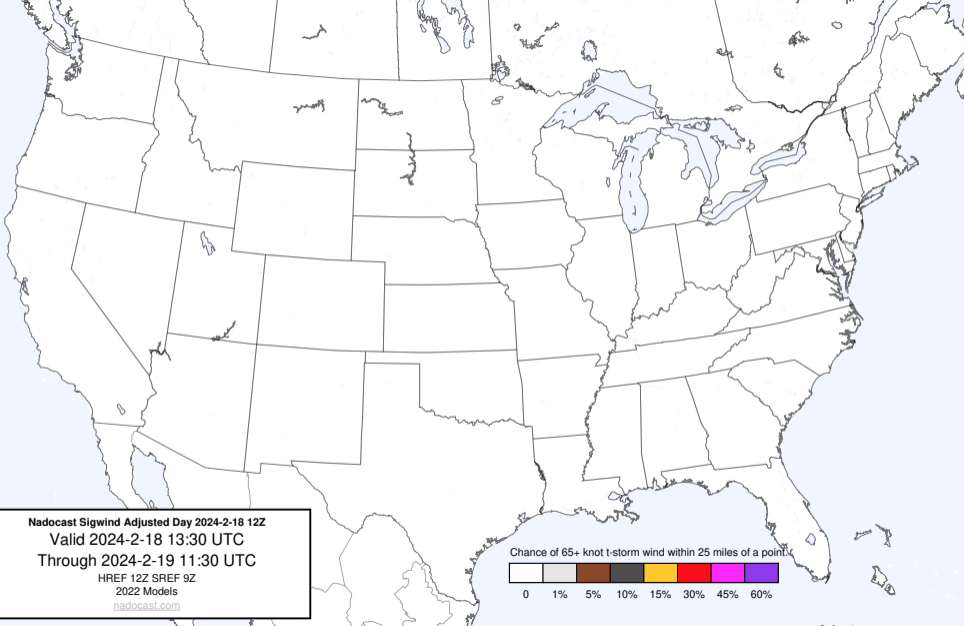 Nadocast Sigwind Adjusted Day 2024-2-18 12Z
Valid 2024-2-18 13:30 UTC
Through 2024-2-19 11:30 UTC
HREF 12Z SREF 9Z
2022 Models
nadocast.com
Chance of 65+ knot t-storm wind within 25 miles of a point.
0 1% 5% 10% 15% 30% 45% 60%